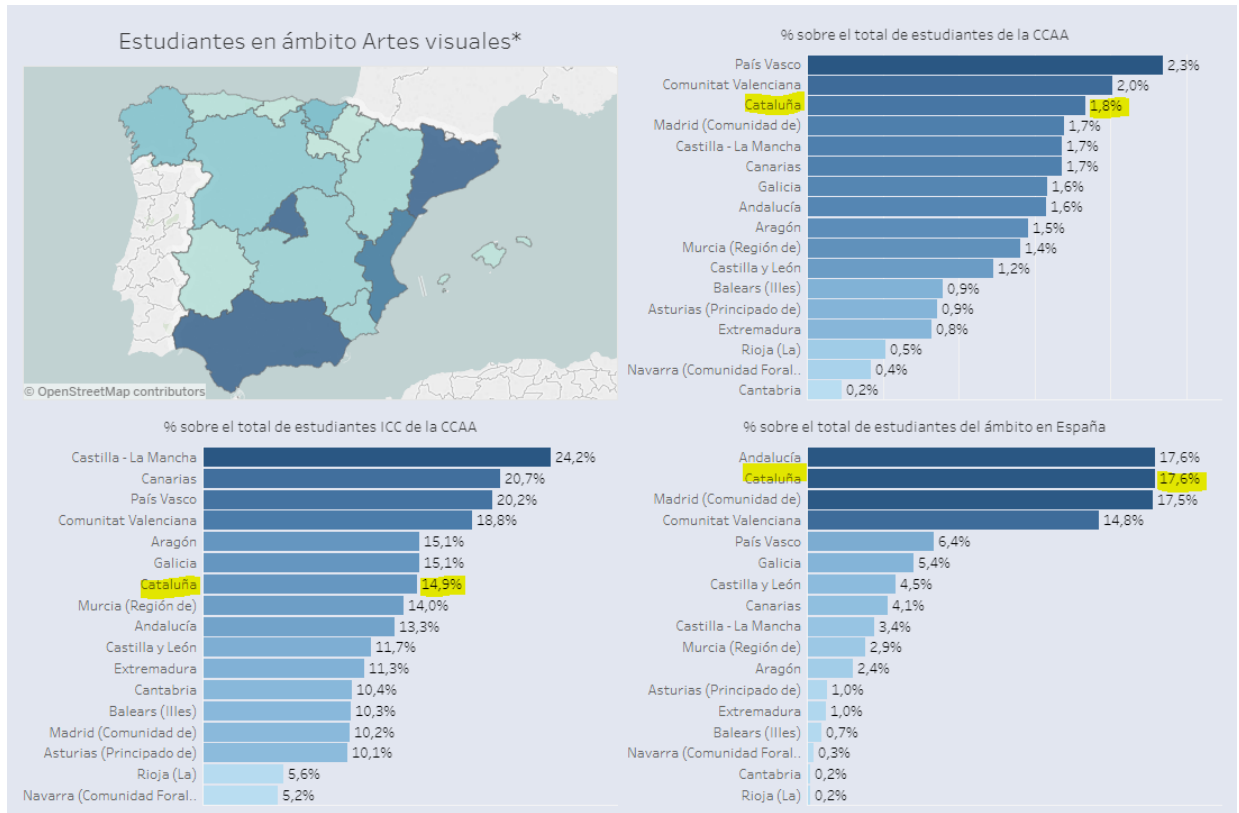 Estudiantes en ámbito Artes visuales*
© OpenStreetMap contributors
% sobre el total de estudiantes de la CCAA
País Vasco 2,3%
Comunitat Valenciana 2,0%
Cataluña 1,8%
Madrid (Comunidad de) 1,7%
Castilla - La Mancha 1,7%
Canarias 1,7%
Galicia 1,6%
Andalucía 1,6%
Aragón 1,5%
Murcia (Región de) 1,4%
Castilla y León 1,2%
Balears (Illes) 0,9%
Asturias (Principado de) 0,9%
Extremadura 0,8%
Rioja (La) 0,5%
Navarra (Comunidad Foral.. 0,4%
Cantabria 0,2%
% sobre el total de estudiantes ICC de la CCAA
Castilla - La Mancha 24,2%
Canarias 20,7%
País Vasco 20,2%
Comunitat Valenciana 18,8%
Aragón 15,1%
Galicia 15,1%
Cataluña 14,9%
Murcia (Región de) 14,0%
Andalucía 13,3%
Castilla y León 11,7%
Extremadura 11,3%
Cantabria 10,4%
Balears (Illes) 10,3%
Madrid (Comunidad de) 10,2%
Asturias (Principado de) 10,1%
Rioja (La) 5,6%
Navarra (Comunidad Foral.. 5,2%
% sobre el total de estudiantes del ámbito en España
Andalucía 17,6%
Cataluña 17,6%
Madrid (Comunidad de) 17,5%
Comunitat Valenciana 14,8%
País Vasco 6,4%
Galicia 5,4%
Castilla y León 4,5%
Canarias 4,1%
Castilla - La Mancha 3,4%
Murcia (Región de) 2,9%
Aragón 2,4%
Asturias (Principado de) 1,0%
Extremadura 1,0%
Balears (Illes) 0,7%
Navarra (Comunidad Foral.. 0,3%
Cantabria 0,2%
Rioja (La) 0,2%